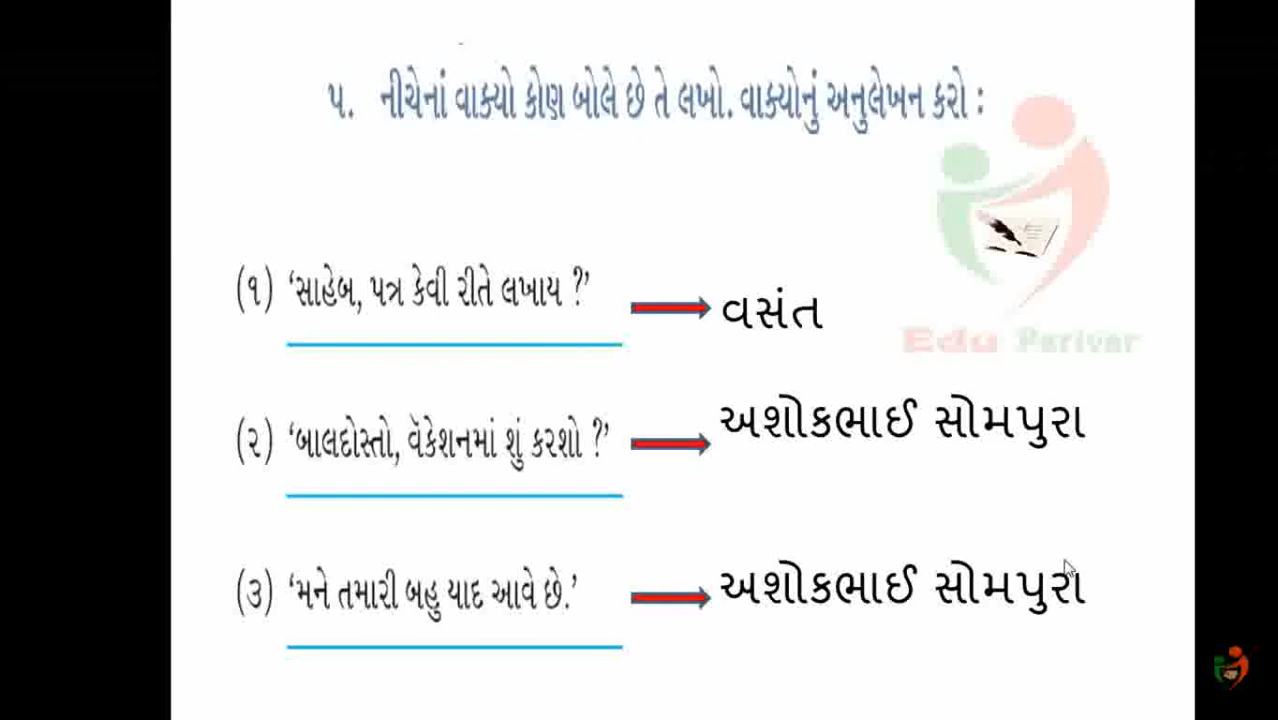 ૫. નીચેનાં વાક્યો કોણ બોલે છે તે લખો. વાક્યોનું અનુલેખન કરો :
(૧) ‘સાહેબ, પત્ર કેવી રીતે લખાય ?’
વસંત
Edu Parivar
(૨) ‘બાલદોસ્તો, વૅકેશનમાં શું કરશો ?’
અશોકભાઈ સોમપુરા
(૩) ‘મને તમારી બહુ યાદ આવે છે.’
અશોકભાઈ સોમપુરા